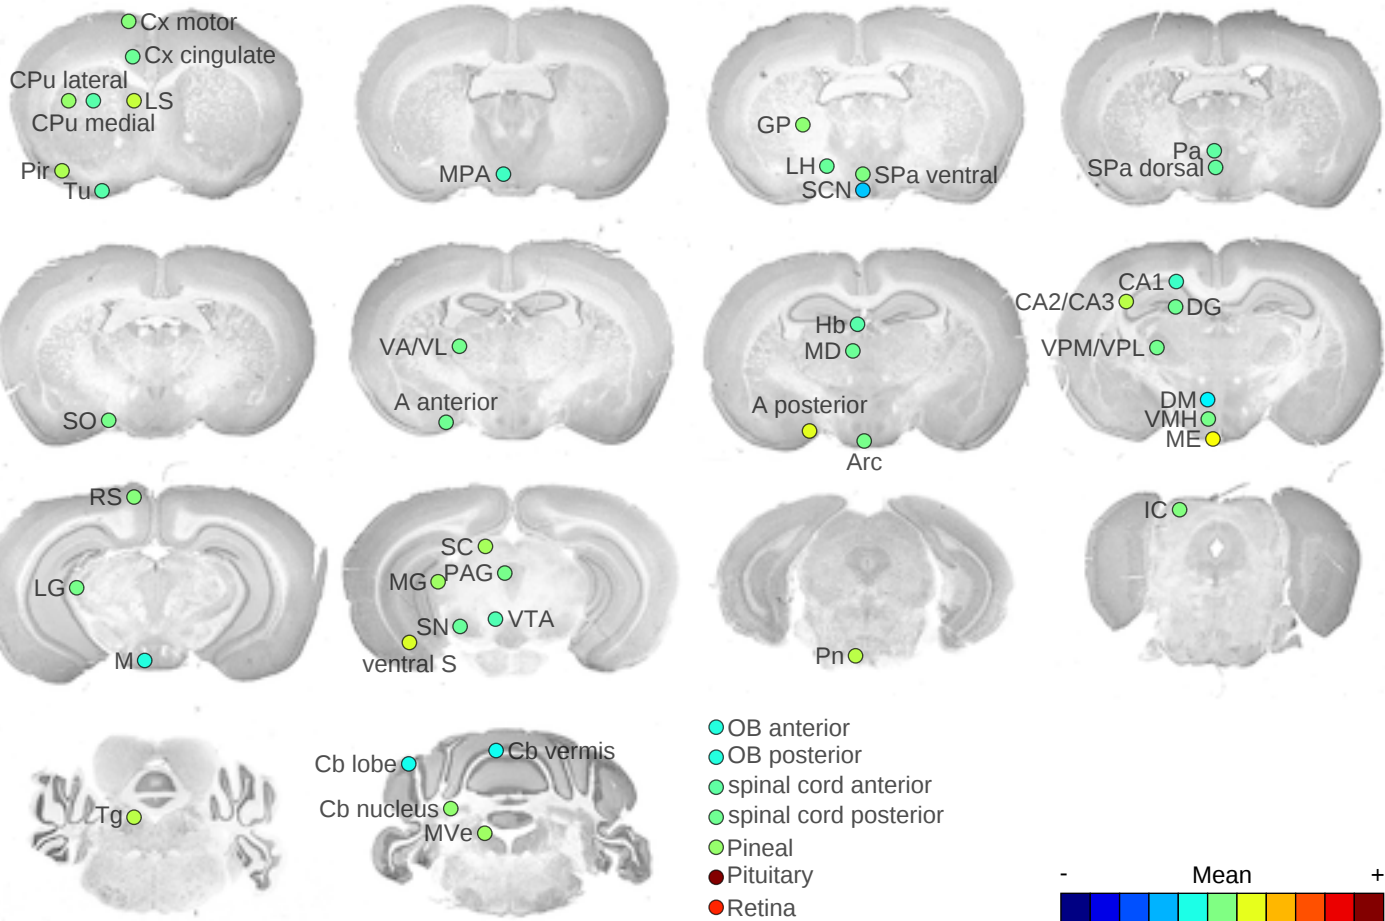 Cx motor
Cx cingulate
CPu lateral
LS
CPu medial
Pir
Tu
MPA
GP
LH
SPa ventral
SCN
Pa
SPa dorsal
SO
VA/VL
A anterior
Hb
MD
A posterior
Arc
CA1
CA2/CA3
DG
VPM/VPL
DM
VMH
ME
RS
LG
M
SC
MG
PAG
SN
VTA
ventral S
Pn
IC
Tg
Cb lobe
Cb vermis
Cb nucleus
MVe
OB anterior
OB posterior
spinal cord anterior
spinal cord posterior
Pineal
Pituitary
Retina
- Mean +